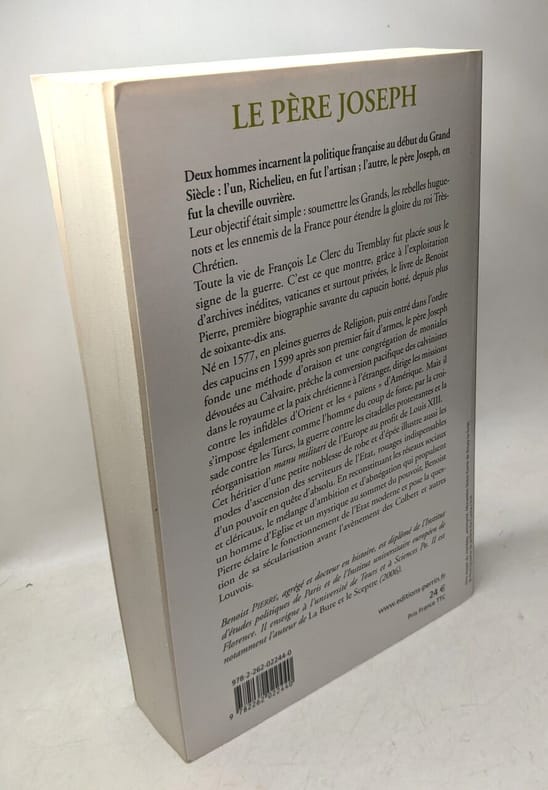 LE PÈRE JOSEPH
Deux hommes incarnent la politique française au début du Grand
Siècle : l'un, Richelieu, en fut l'artisan ; l'autre, le père Joseph, en
fut la cheville ouvrière.
Leur objectif était simple : soumettre les Grands, les rebelles hugue-
nots et les ennemis de la France pour étendre la gloire du roi Très-
Chrétien.
Toute la vie de François Le Clerc du Tremblay fut placée sous le
signe de la guerre. C'est ce que montre, grâce à l'exploitation
d'archives inédites, vaticanes et surtout privées, le livre de Benoist
Pierre, première biographie savante du capucin botté, depuis plus
de soixante-dix ans.
Né en 1577, en pleines guerres de Religion, puis entré dans l'ordre
des capucins en 1599 après son premier fait d'armes, le père Joseph
fonde une méthode d'oraison et une congrégation de moniales
dévouées au Calvaire, prêche la conversion pacifique des calvinistes
dans le royaume et la paix chrétienne à l'étranger, dirige les missions
contre les infidèles d'Orient et les « païens » d'Amérique. Mais il
s'impose également comme l'homme du coup de force, par la croi-
sade contre les Turcs, la guerre contre les citadelles protestantes et la
réorganisation manu militari de l'Europe au profit de Louis XIII.
Cet héritier d'une petite noblesse de robe et d'épée illustre aussi les
modes d'ascension des serviteurs de l'Etat, rouages indispensables
d'un pouvoir en quête d'absolu. En reconstituant les réseaux sociaux
et cléricaux, le mélange d'ambition et d'abnégation qui propulsent
un homme d'Eglise et un mystique au sommet du pouvoir, Benoist
Pierre éclaire le fonctionnement de l'Etat moderne et pose la ques-
tion de sa sécularisation avant l'avènement des Colbert et autres
Louvois.
Benoist PIERRE, agrégé et docteur en histoire, est diplômé de l'Institut
d'études politiques de Paris et de l'Institut universitaire européen de
Florence. Il enseigne à l'université de Tours et à Sciences Po. Il est
notamment l'auteur de La Bure et le Sceptre (2006).
www.editions-perrin.fr
24 €
Prix France TTC
978-2-262-02244-0
9 782262 022440